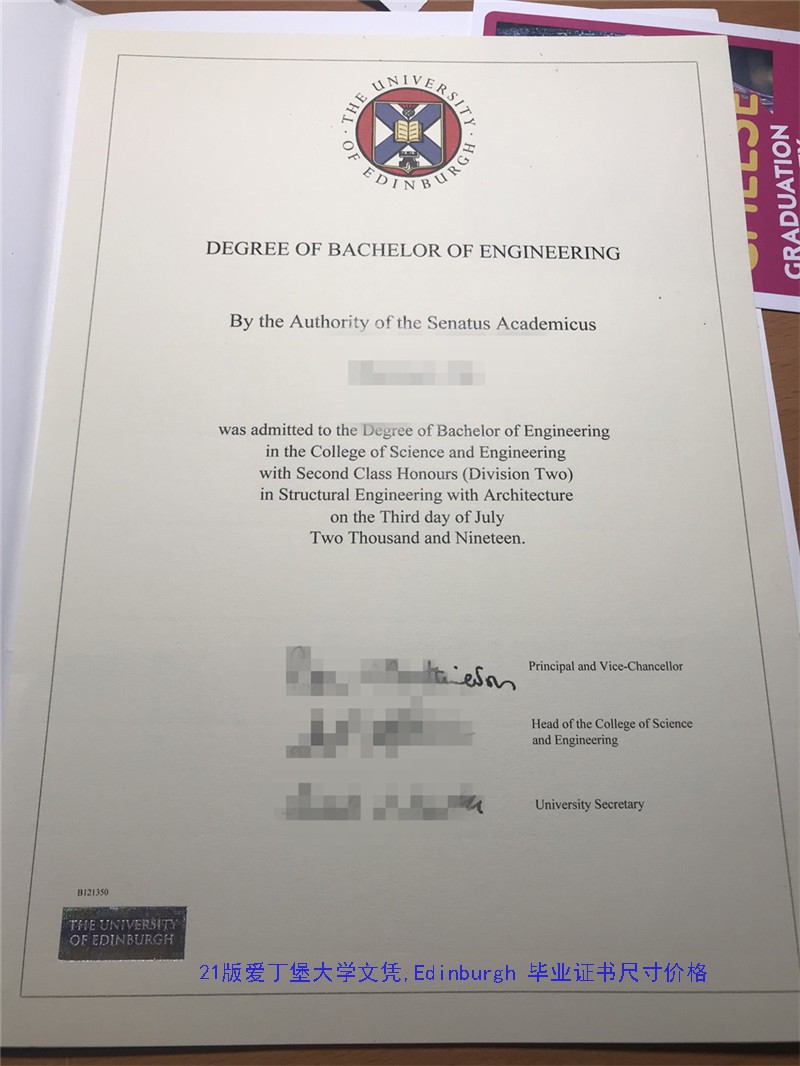 THE UNIVERSITY
OF EDINBURGH
DEGREE OF BACHELOR OF ENGINEERING
By the Authority of the Senatus Academicus
was admitted to the Degree of Bachelor of Engineering
in the College of Science and Engineering
with Second Class Honours (Division Two)
in Structural Engineering with Architecture
on the Third day of July
Two Thousand and Nineteen.
Principal and Vice-Chancellor
Head of the College of Science
and Engineering
University Secretary
B121350
THE UNIVERSITY
OF EDINBURGH
21版爱丁堡大学文凭,Edinburgh 毕业证书尺寸价格
GRADUATION